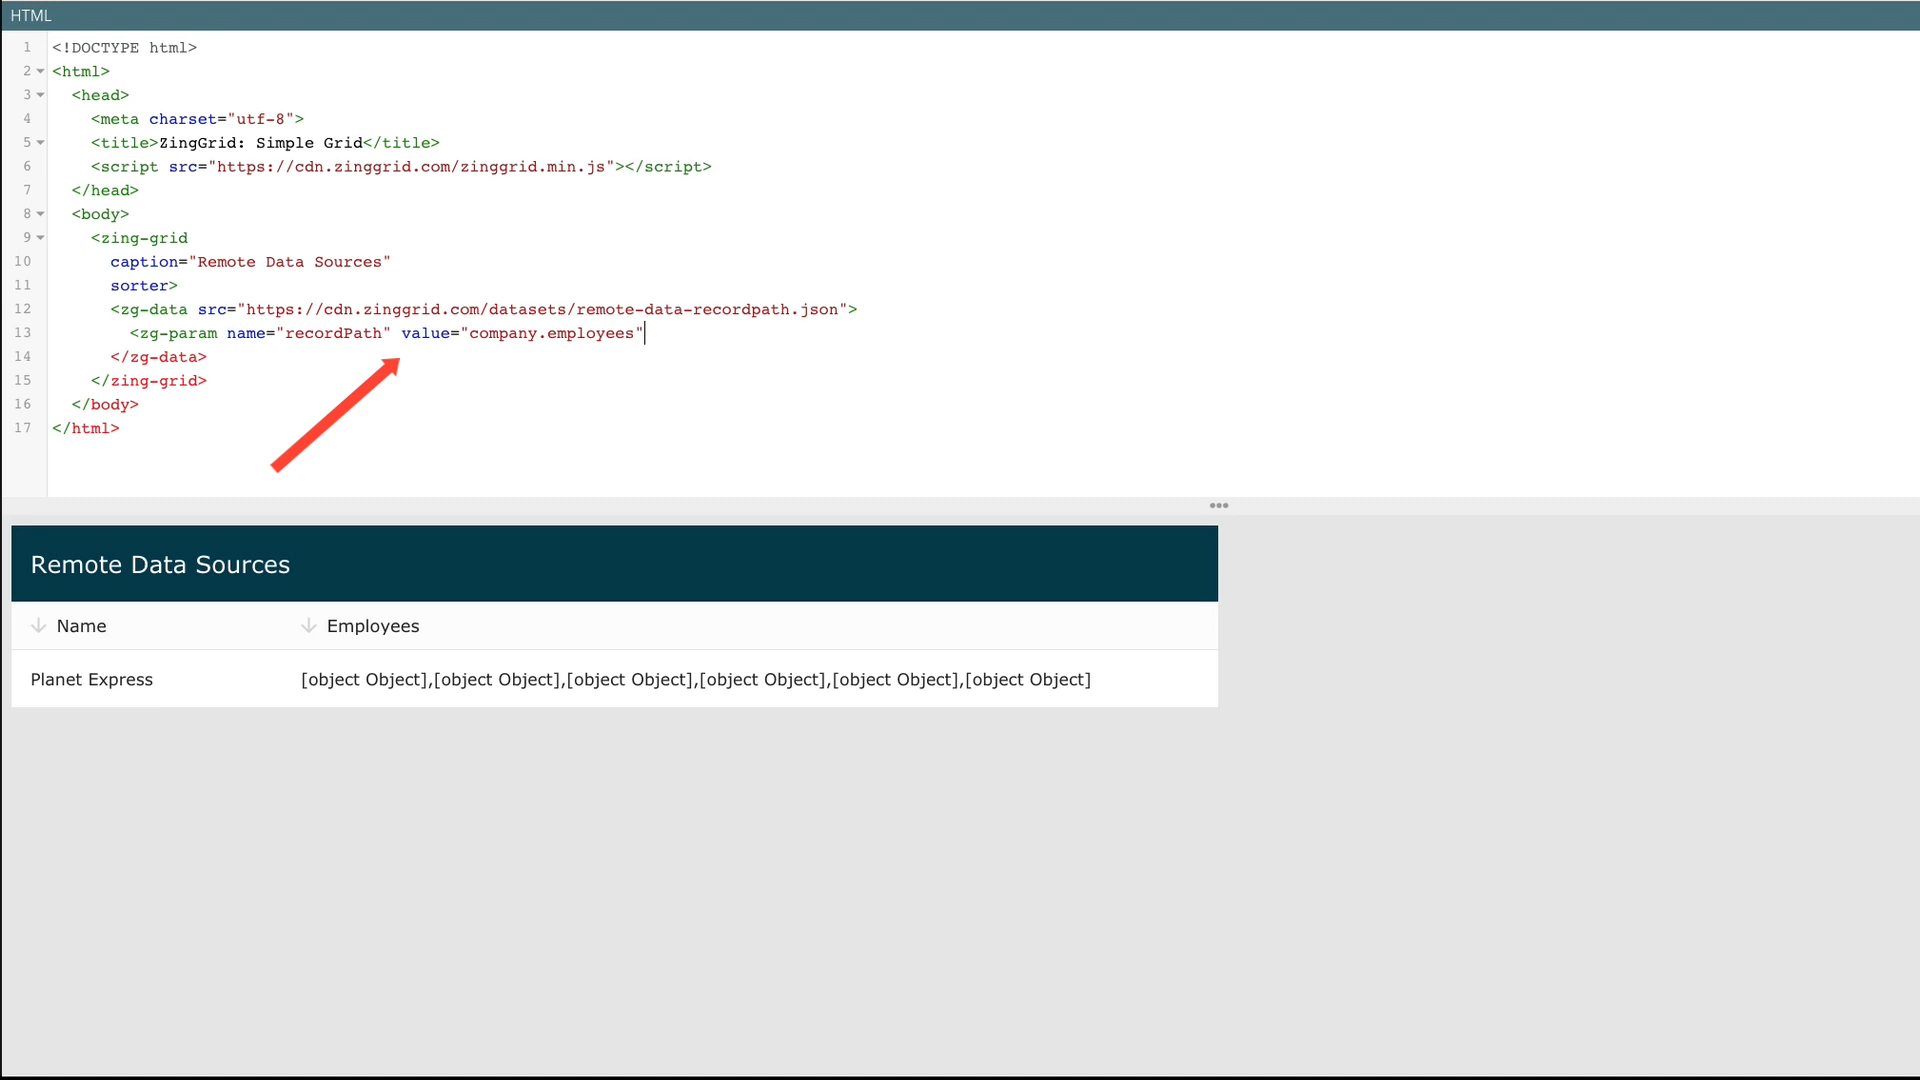 HTML
1 <!DOCTYPE html>
2 <html>
3 <head>
4 <meta charset="utf-8">
5 <title>ZingGrid: Simple Grid</title>
6 <script src="https://cdn.zinggrid.com/zinggrid.min.js"></script>
7 </head>
8 <body>
9 <zing-grid
10 caption="Remote Data Sources"
11 sorter>
12 <zg-data src="https://cdn.zinggrid.com/datasets/remote-data-recordpath.json">
13 <zg-param name="recordPath" value="company.employees"
14 </zg-data>
15 </zing-grid>
16 </body>
17 </html>
Remote Data Sources
Name Employees
Planet Express [object Object],[object Object],[object Object],[object Object],[object Object],[object Object]